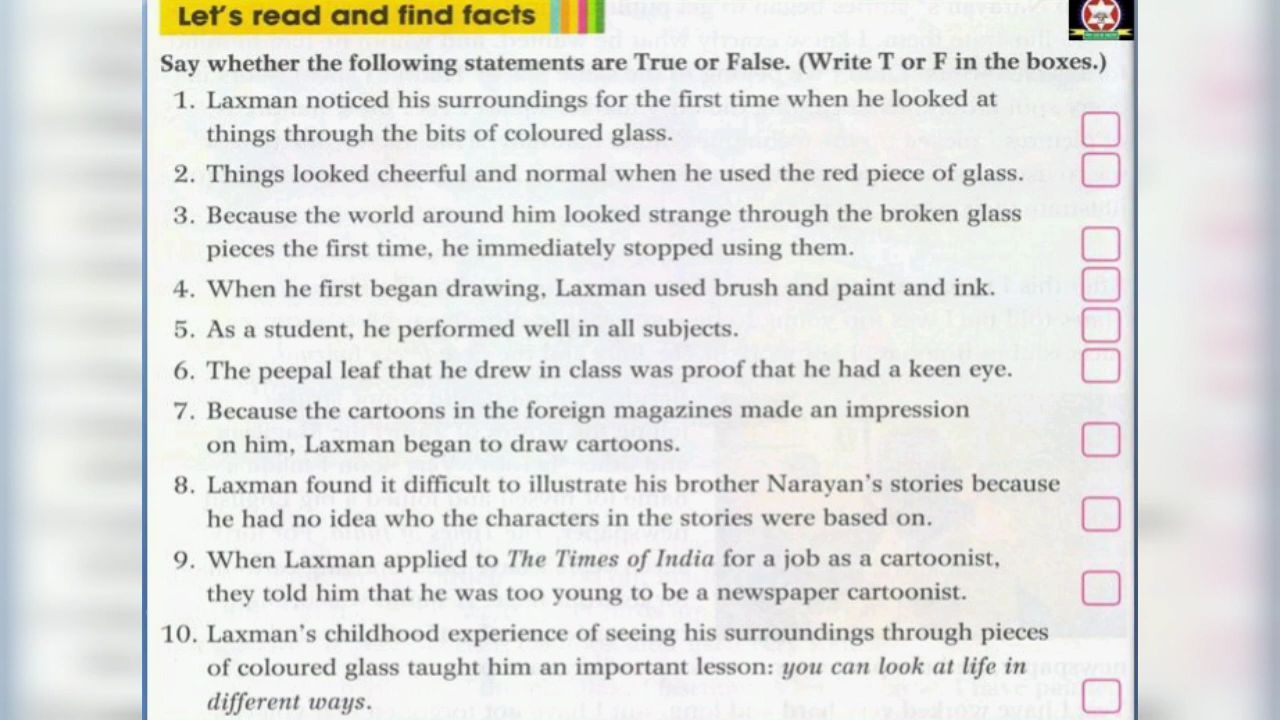 Let's read and find facts
Say whether the following statements are True or False. (Write T or F in the boxes.)
1. Laxman noticed his surroundings for the first time when he looked at
things through the bits of coloured glass.
2. Things looked cheerful and normal when he used the red piece of glass.
3. Because the world around him looked strange through the broken glass
pieces the first time, he immediately stopped using them.
4. When he first began drawing, Laxman used brush and paint and ink.
5. As a student, he performed well in all subjects.
6. The peepal leaf that he drew in class was proof that he had a keen eye.
7. Because the cartoons in the foreign magazines made an impression
on him, Laxman began to draw cartoons.
8. Laxman found it difficult to illustrate his brother Narayan's stories because
he had no idea who the characters in the stories were based on.
9. When Laxman applied to The Times of India for a job as a cartoonist,
they told him that he was too young to be a newspaper cartoonist.
10. Laxman's childhood experience of seeing his surroundings through pieces
of coloured glass taught him an important lesson: you can look at life in
different ways.